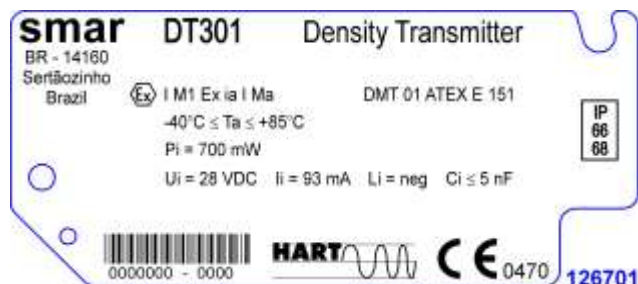 smar DT301 Density Transmitter
BR - 14160
Sertãozinho
Brazil
Ex I M1 Ex ia I Ma DMT 01 ATEX E 151
-40°C ≤ Ta ≤ +85°C
Pi = 700 mW
Ui = 28 VDC Ii = 93 mA Li = neg Ci ≤ 5 nF
IP
66
68
0000000 - 0000
HART
CE 0470
126701